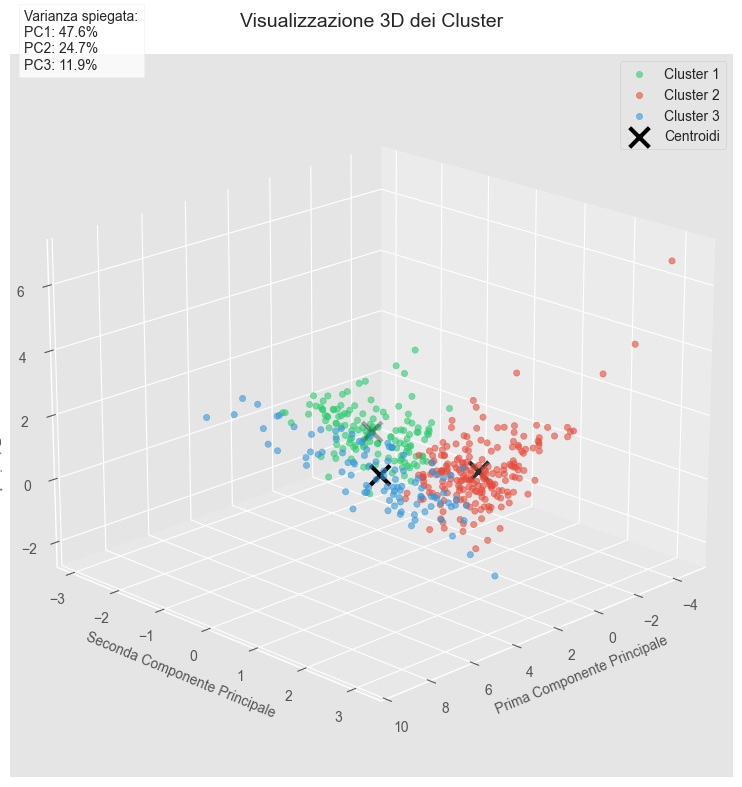 Visualizzazione 3D dei Cluster
Varianza spiegata:
PC1: 47.6%
PC2: 24.7%
PC3: 11.9%
Cluster 1
Cluster 2
Cluster 3
Centroidi
6
4
2
0
−2
−3
−2
−1
0
1
2
3
Seconda Componente Principale
10
8
6
4
2
0
−2
−4
Prima Componente Principale